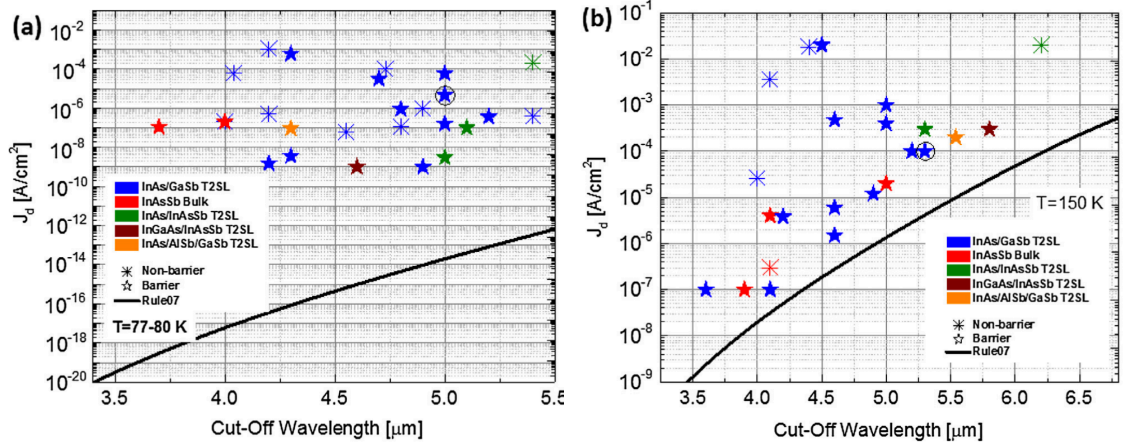 (a)
10⁻²
10⁻⁴
10⁻⁶
10⁻⁸
10⁻¹⁰
10⁻¹²
10⁻¹⁴
10⁻¹⁶
10⁻¹⁸
10⁻²⁰
J_d [A/cm²]
InAs/GaSb T2SL
InAsSb Bulk
InAs/InAsSb T2SL
InGaAs/InAsSb T2SL
InAs/AlSb/GaSb T2SL
Non-barrier
Barrier
Rule07
T=77-80 K
3.5 4.0 4.5 5.0 5.5
Cut-Off Wavelength [μm]
(b)
10⁻¹
10⁻²
10⁻³
10⁻⁴
10⁻⁵
10⁻⁶
10⁻⁷
10⁻⁸
10⁻⁹
J_d [A/cm²]
T=150 K
InAs/GaSb T2SL
InAsSb Bulk
InAs/InAsSb T2SL
InGaAs/InAsSb T2SL
InAs/AlSb/GaSb T2SL
Non-barrier
Barrier
Rule07
3.5 4.0 4.5 5.0 5.5 6.0 6.5
Cut-Off Wavelength [μm]